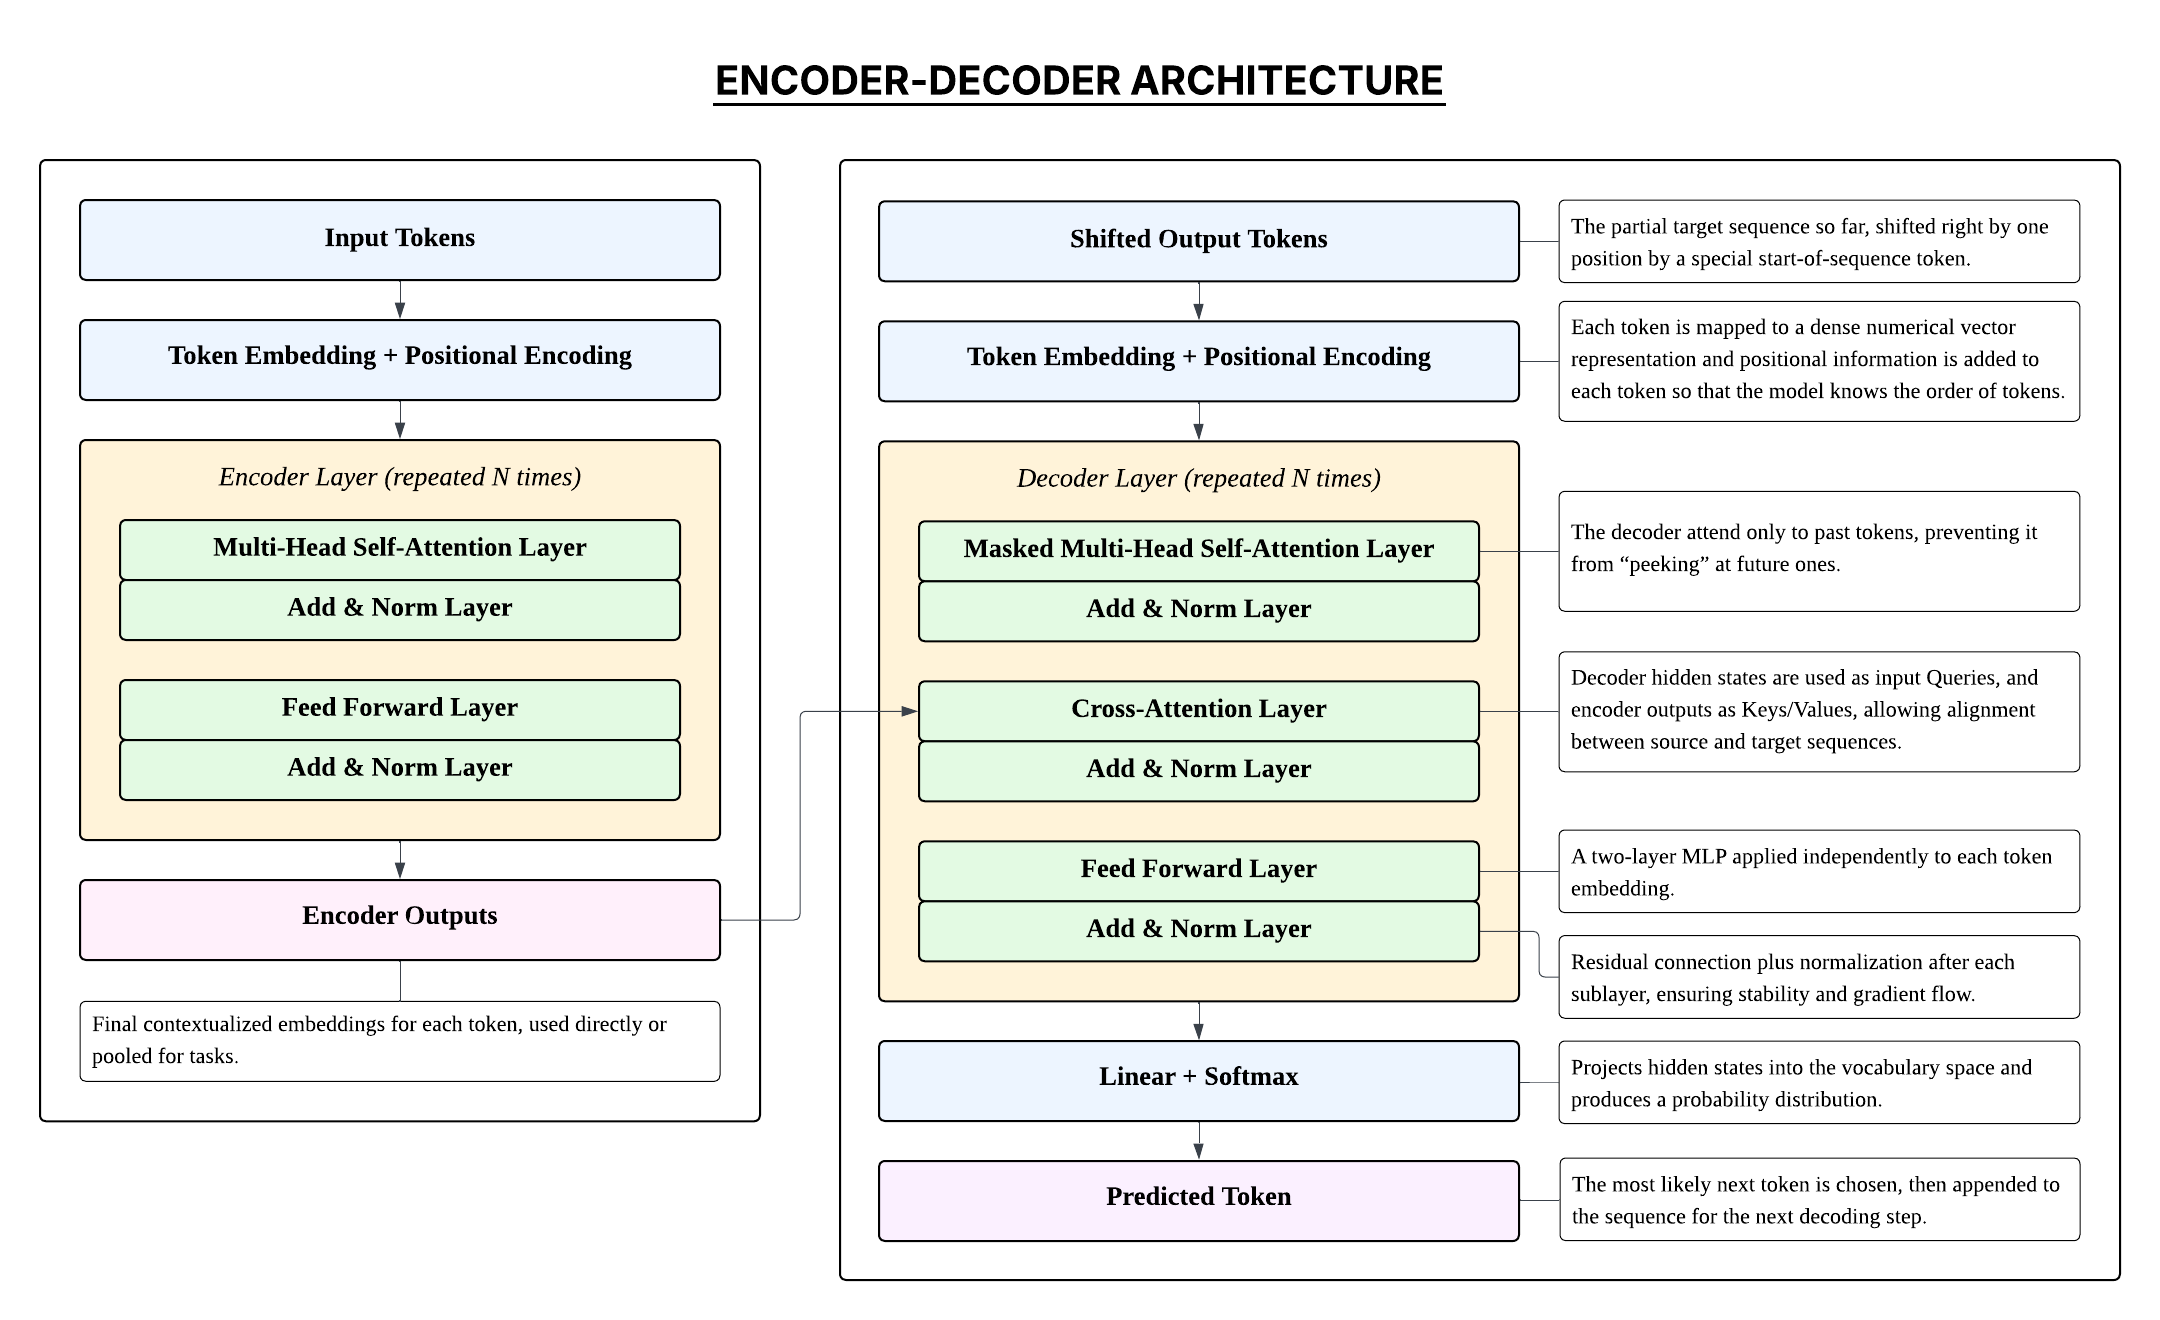 ENCODER-DECODER ARCHITECTURE
Input Tokens
Token Embedding + Positional Encoding
Encoder Layer (repeated N times)
Multi-Head Self-Attention Layer
Add & Norm Layer
Feed Forward Layer
Add & Norm Layer
Encoder Outputs
Final contextualized embeddings for each token, used directly or
pooled for tasks.
Shifted Output Tokens
The partial target sequence so far, shifted right by one
position by a special start-of-sequence token.
Token Embedding + Positional Encoding
Each token is mapped to a dense numerical vector
representation and positional information is added to
each token so that the model knows the order of tokens.
Decoder Layer (repeated N times)
Masked Multi-Head Self-Attention Layer
The decoder attend only to past tokens, preventing it
from “peeking” at future ones.
Add & Norm Layer
Cross-Attention Layer
Decoder hidden states are used as input Queries, and
encoder outputs as Keys/Values, allowing alignment
between source and target sequences.
Add & Norm Layer
Feed Forward Layer
A two-layer MLP applied independently to each token
embedding.
Add & Norm Layer
Residual connection plus normalization after each
sublayer, ensuring stability and gradient flow.
Linear + Softmax
Projects hidden states into the vocabulary space and
produces a probability distribution.
Predicted Token
The most likely next token is chosen, then appended to
the sequence for the next decoding step.